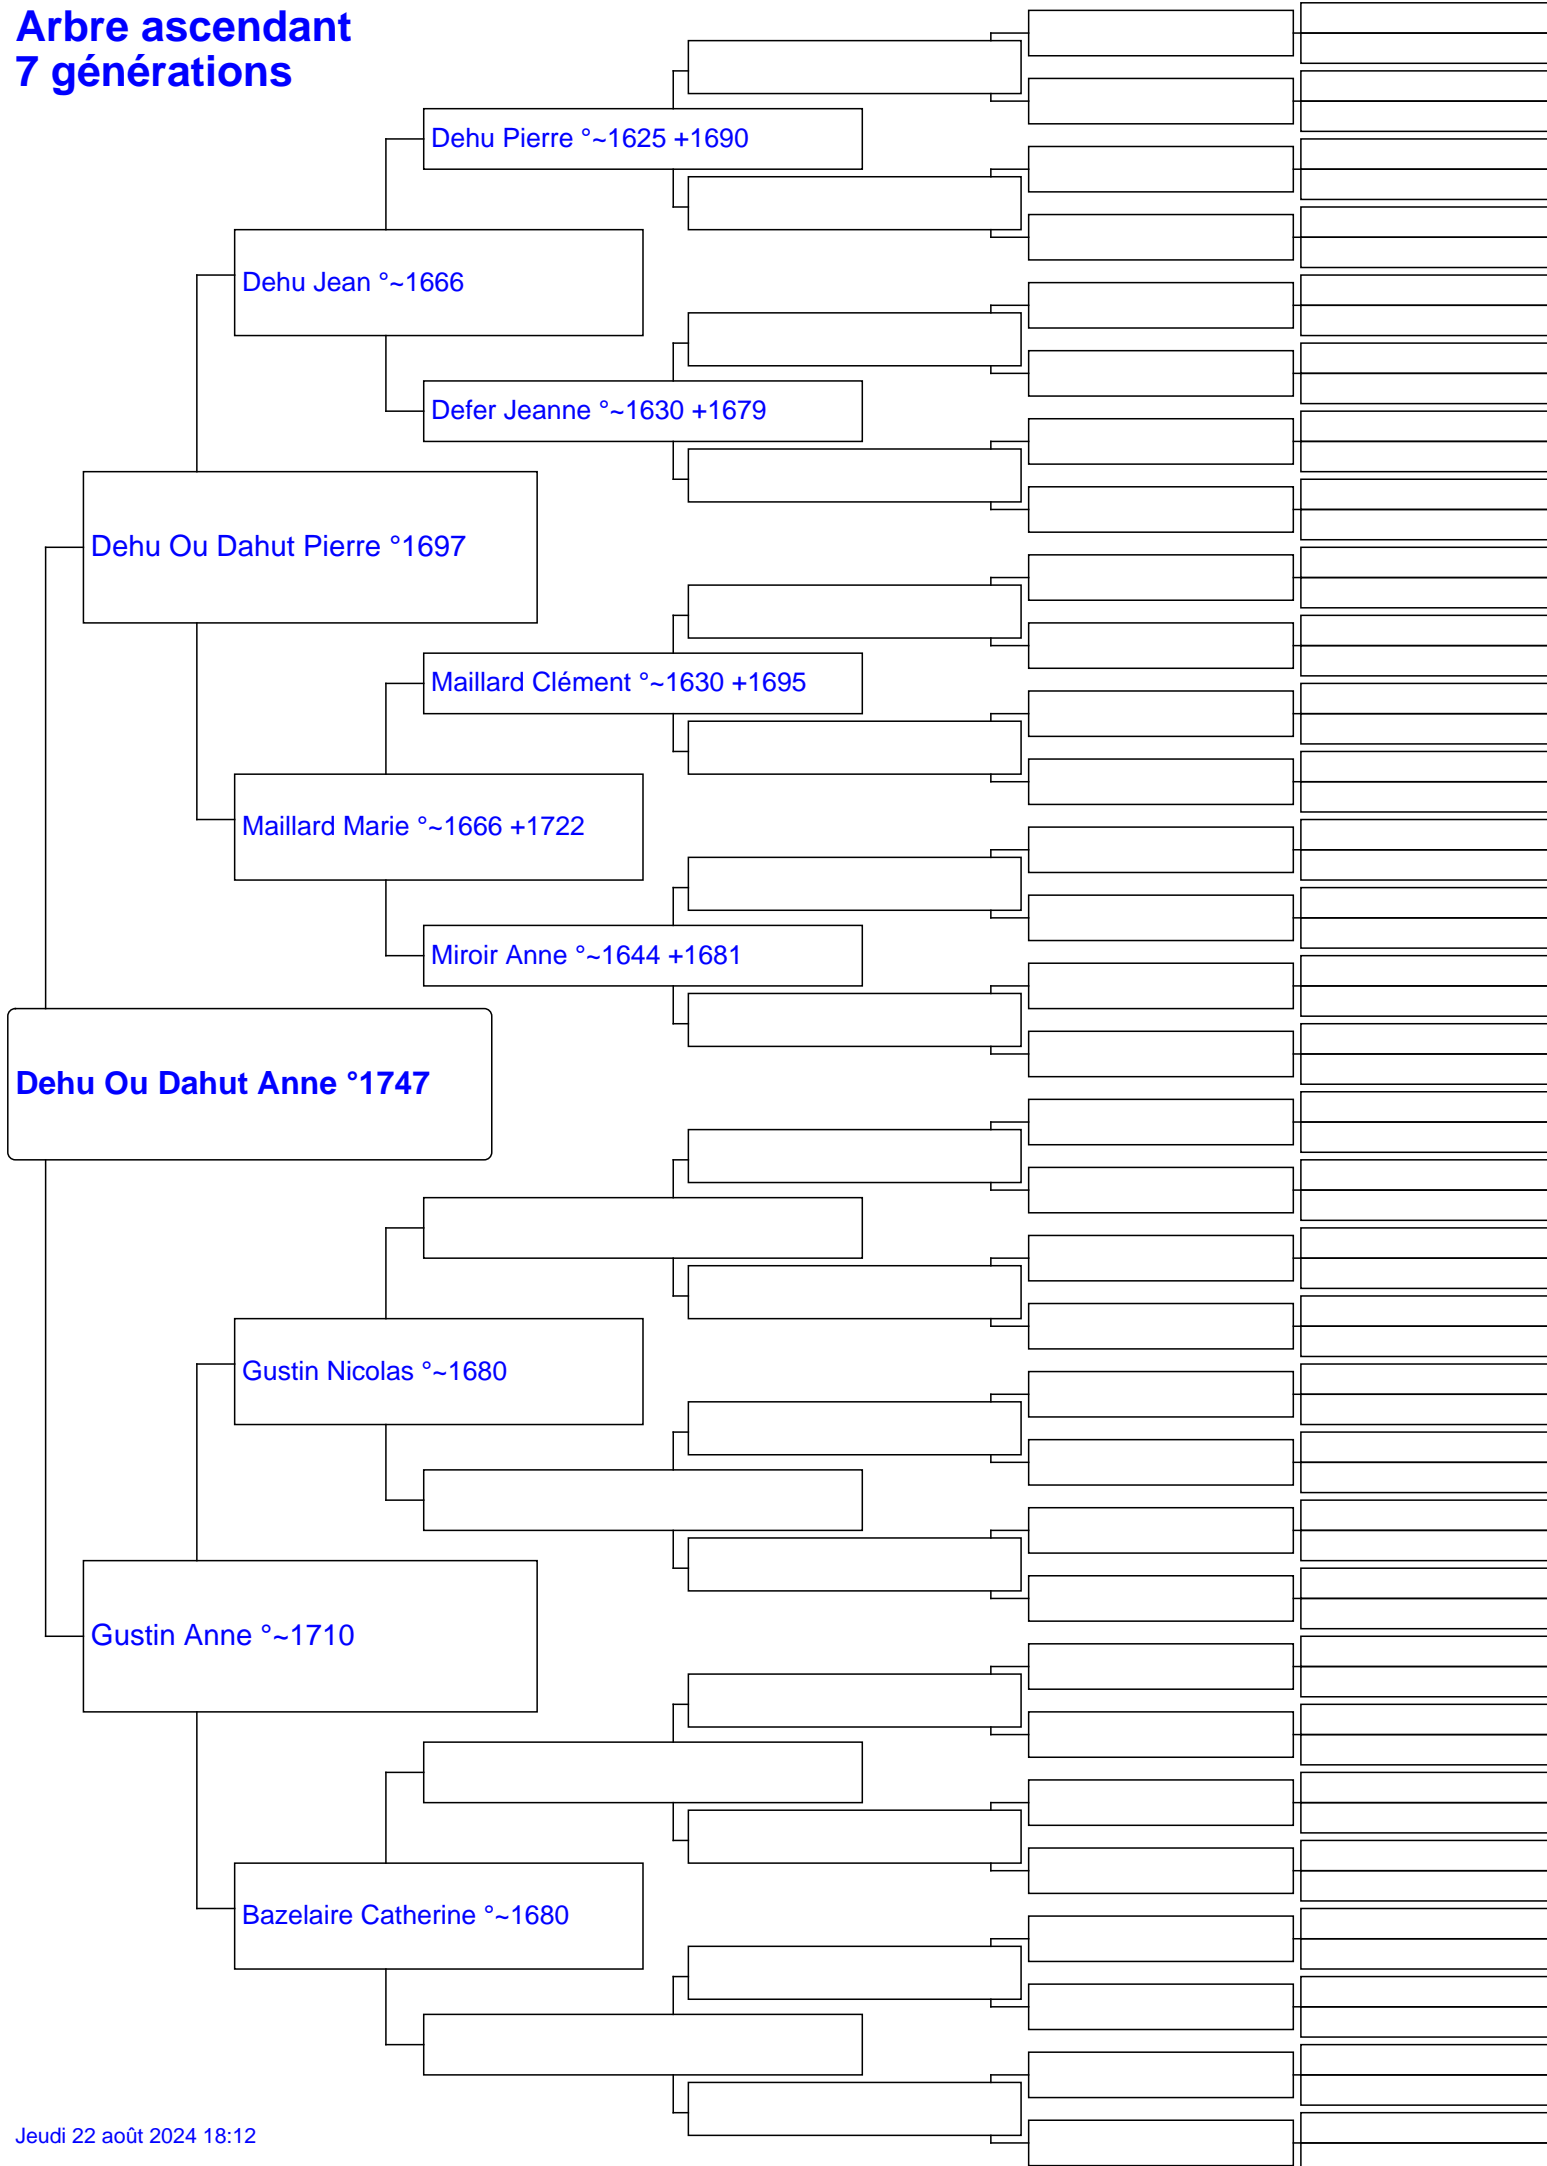 Arbre ascendant
7 générations
Dehu Pierre °~1625 +1690
Dehu Jean °~1666
Defer Jeanne °~1630 +1679
Dehu Ou Dahut Pierre °1697
Maillard Clément °~1630 +1695
Maillard Marie °~1666 +1722
Miroir Anne °~1644 +1681
Dehu Ou Dahut Anne °1747
Gustin Nicolas °~1680
Gustin Anne °~1710
Bazelaire Catherine °~1680
Jeudi 22 août 2024 18:12